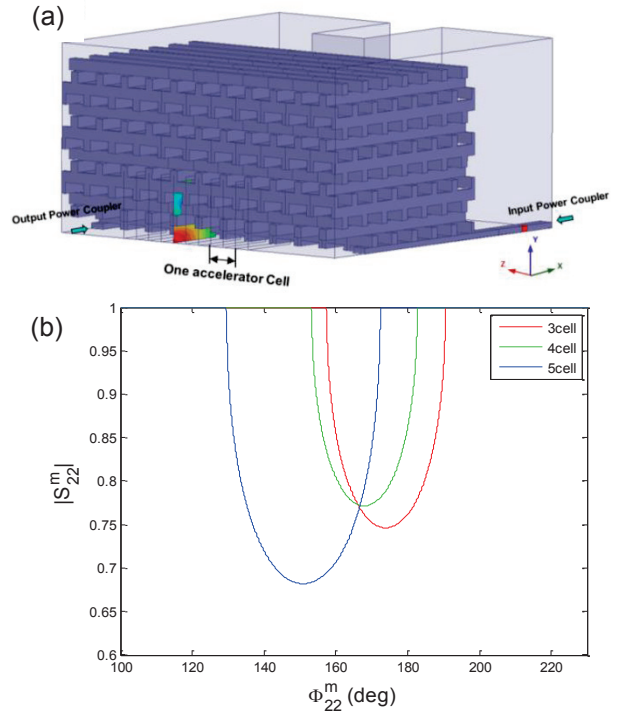 (a)
Output Power Coupler
Input Power Coupler
One accelerator Cell
Y
Z
X
(b)
1
0.95
0.9
0.85
0.8
0.75
0.7
0.65
0.6
|S₂₂ᵐ|
3cell
4cell
5cell
100 120 140 160 180 200 220
Φ₂₂ᵐ (deg)